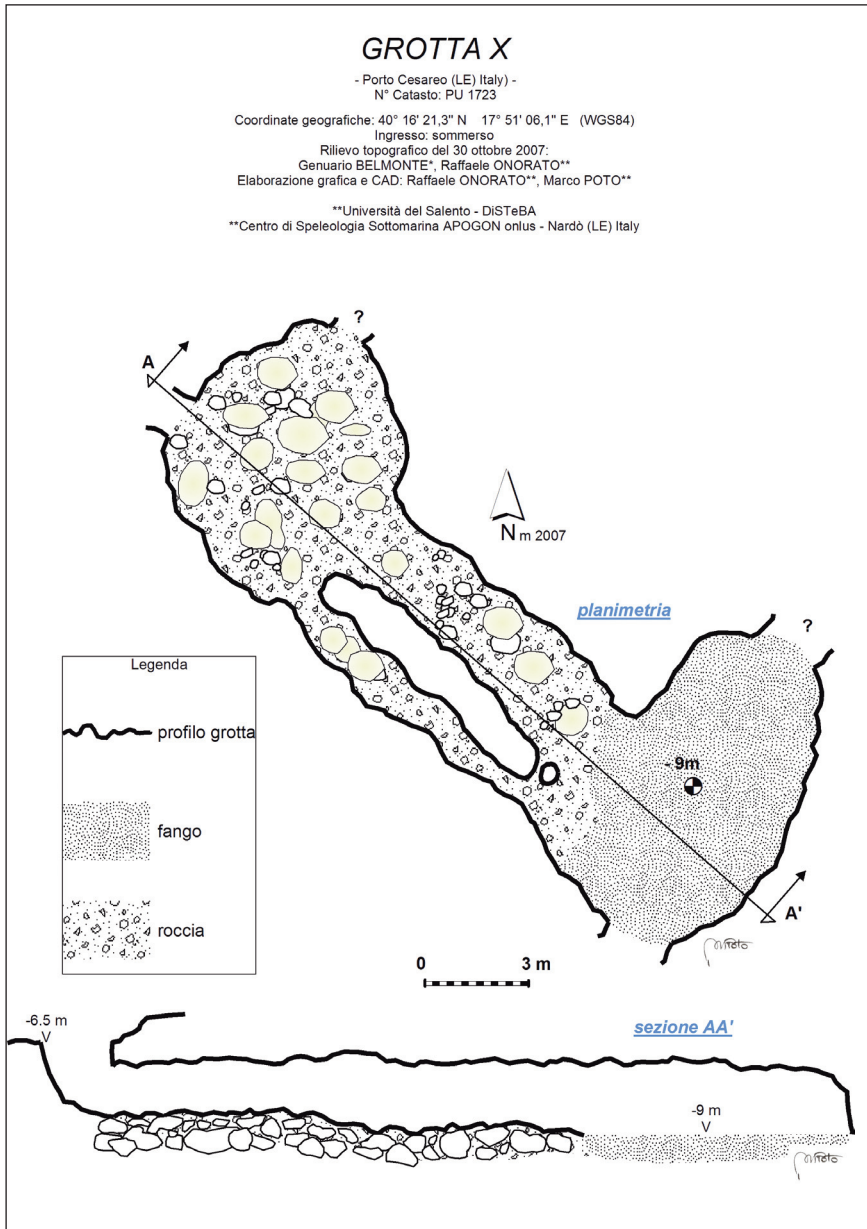 GROTTA X
- Porto Cesareo (LE) Italy) -
N° Catasto: PU 1723
Coordinate geografiche: 40° 16' 21,3" N 17° 51' 06,1" E (WGS84)
Ingresso: sommerso
Rilievo topografico del 30 ottobre 2007:
Genuario BELMONTE*, Raffaele ONORATO**
Elaborazione grafica e CAD: Raffaele ONORATO**, Marco POTO**
**Università del Salento - DiSTeBA
**Centro di Speleologia Sottomarina APOGON onlus - Nardò (LE) Italy
?
A
N m 2007
planimetria
?
Legenda
profilo grotta
fango
roccia
- 9m
A'
0 3 m
-6.5 m
V
sezione AA'
-9 m
V